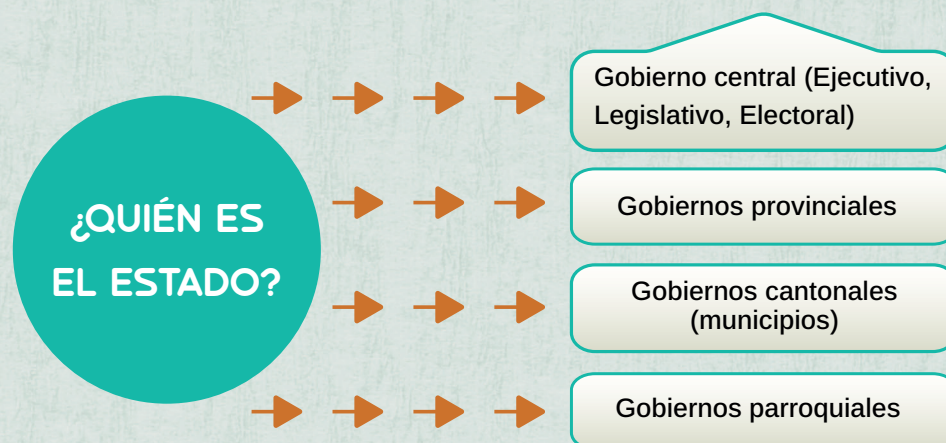 ¿QUIÉN ES
EL ESTADO?
Gobierno central (Ejecutivo,
Legislativo, Electoral)
Gobiernos provinciales
Gobiernos cantonales
(municipios)
Gobiernos parroquiales